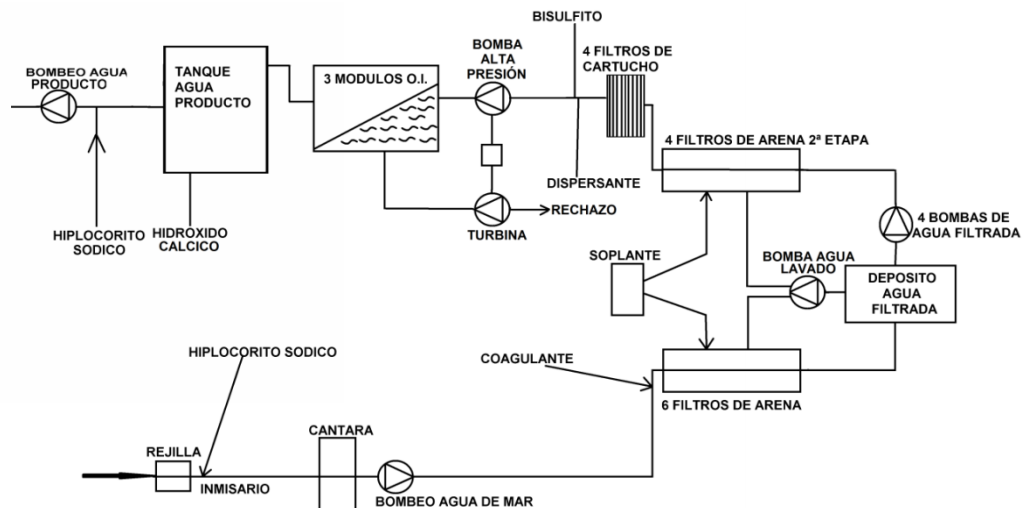 BISULFITO
BOMBA
ALTA
PRESIÓN
4 FILTROS DE
CARTUCHO
BOMBEO AGUA
PRODUCTO
TANQUE
AGUA
PRODUCTO
3 MODULOS O.I.
4 FILTROS DE ARENA 2ª ETAPA
DISPERSANTE
RECHAZO
TURBINA
HIPLOCORITO
SODICO
HIDRÓXIDO
CALCICO
4 BOMBAS DE
AGUA FILTRADA
SOPLANTE
BOMBA AGUA
LAVADO
DEPOSITO
AGUA
FILTRADA
HIPLOCORITO SODICO
COAGULANTE
6 FILTROS DE ARENA
CANTARA
REJILLA
INMISARIO
BOMBEO AGUA DE MAR